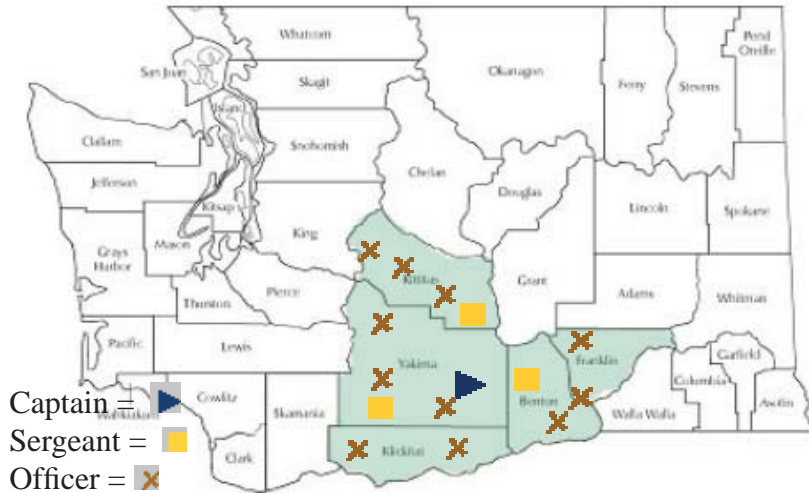 Whatcom
Pend
Oreille
San Juan
Okanagon
Skagit
Ferry
Stevens
Island
Clallam
Snohomish
Chelan
Jefferson
Douglas
Kitsap
Lincoln
Spokane
King
Mason
Grays
Harbor
Kittitas
Grant
Pierce
Adams
Whitman
Thurston
Pacific
Lewis
Yakima
Franklin
Garfield
Columbia
Captain =
Wahkiakum
Cowlitz
Skamania
Benton
Walla Walla
Asotin
Sergeant =
Clark
Klickitat
Officer =